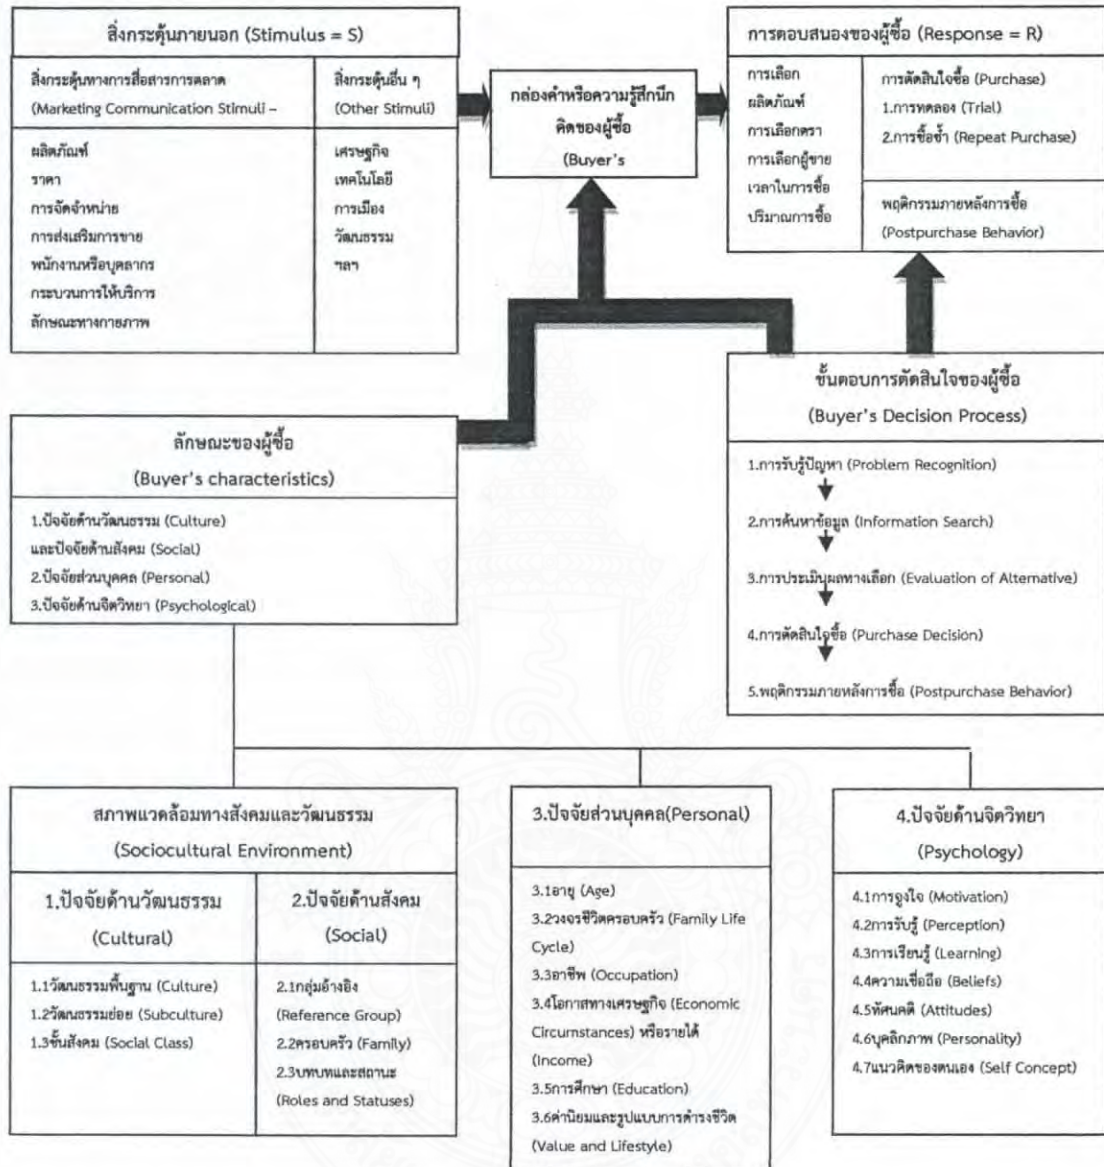 สิ่งกระตุ้นภายนอก (Stimulus = S)
สิ่งกระตุ้นทางการสื่อสารการตลาด
(Marketing Communication Stimuli –
สิ่งกระตุ้นอื่น ๆ
(Other Stimuli)
ผลิตภัณฑ์
ราคา
การจัดจำหน่าย
การส่งเสริมการขาย
พนักงานหรือบุคลากร
กระบวนการให้บริการ
ลักษณะทางกายภาพ
เศรษฐกิจ
เทคโนโลยี
การเมือง
วัฒนธรรม
ฯลฯ
กล่องดำหรือความรู้สึกนึก
คิดของผู้ซื้อ
(Buyer's
การตอบสนองของผู้ซื้อ (Response = R)
การเลือก
ผลิตภัณฑ์
การเลือกตรา
การเลือกผู้ขาย
เวลาในการซื้อ
ปริมาณการซื้อ
การตัดสินใจซื้อ (Purchase)
1.การทดลอง (Trial)
2.การซื้อซ้ำ (Repeat Purchase)
พฤติกรรมภายหลังการซื้อ
(Postpurchase Behavior)
ลักษณะของผู้ซื้อ
(Buyer's characteristics)
1.ปัจจัยด้านวัฒนธรรม (Culture)
และปัจจัยด้านสังคม (Social)
2.ปัจจัยส่วนบุคคล (Personal)
3.ปัจจัยด้านจิตวิทยา (Psychological)
ขั้นตอนการตัดสินใจของผู้ซื้อ
(Buyer's Decision Process)
1.การรับรู้ปัญหา (Problem Recognition)
2.การค้นหาข้อมูล (Information Search)
3.การประเมินผลทางเลือก (Evaluation of Alternative)
4.การตัดสินใจซื้อ (Purchase Decision)
5.พฤติกรรมภายหลังการซื้อ (Postpurchase Behavior)
สภาพแวดล้อมทางสังคมและวัฒนธรรม
(Sociocultural Environment)
1.ปัจจัยด้านวัฒนธรรม
(Cultural)
1.1วัฒนธรรมพื้นฐาน (Culture)
1.2วัฒนธรรมย่อย (Subculture)
1.3ชั้นสังคม (Social Class)
2.ปัจจัยด้านสังคม
(Social)
2.1กลุ่มอ้างอิง
(Reference Group)
2.2ครอบครัว (Family)
2.3บทบทและสถานะ
(Roles and Statuses)
3.ปัจจัยส่วนบุคคล(Personal)
3.1อายุ (Age)
3.2วงจรชีวิตครอบครัว (Family Life
Cycle)
3.3อาชีพ (Occupation)
3.4โอกาสทางเศรษฐกิจ (Economic
Circumstances) หรือรายได้
(Income)
3.5การศึกษา (Education)
3.6ค่านิยมและรูปแบบการดำรงชีวิต
(Value and Lifestyle)
4.ปัจจัยด้านจิตวิทยา
(Psychology)
4.1การจูงใจ (Motivation)
4.2การรับรู้ (Perception)
4.3การเรียนรู้ (Learning)
4.4ความเชื่อถือ (Beliefs)
4.5ทัศนคติ (Attitudes)
4.6บุคลิกภาพ (Personality)
4.7แนวคิดของตนเอง (Self Concept)